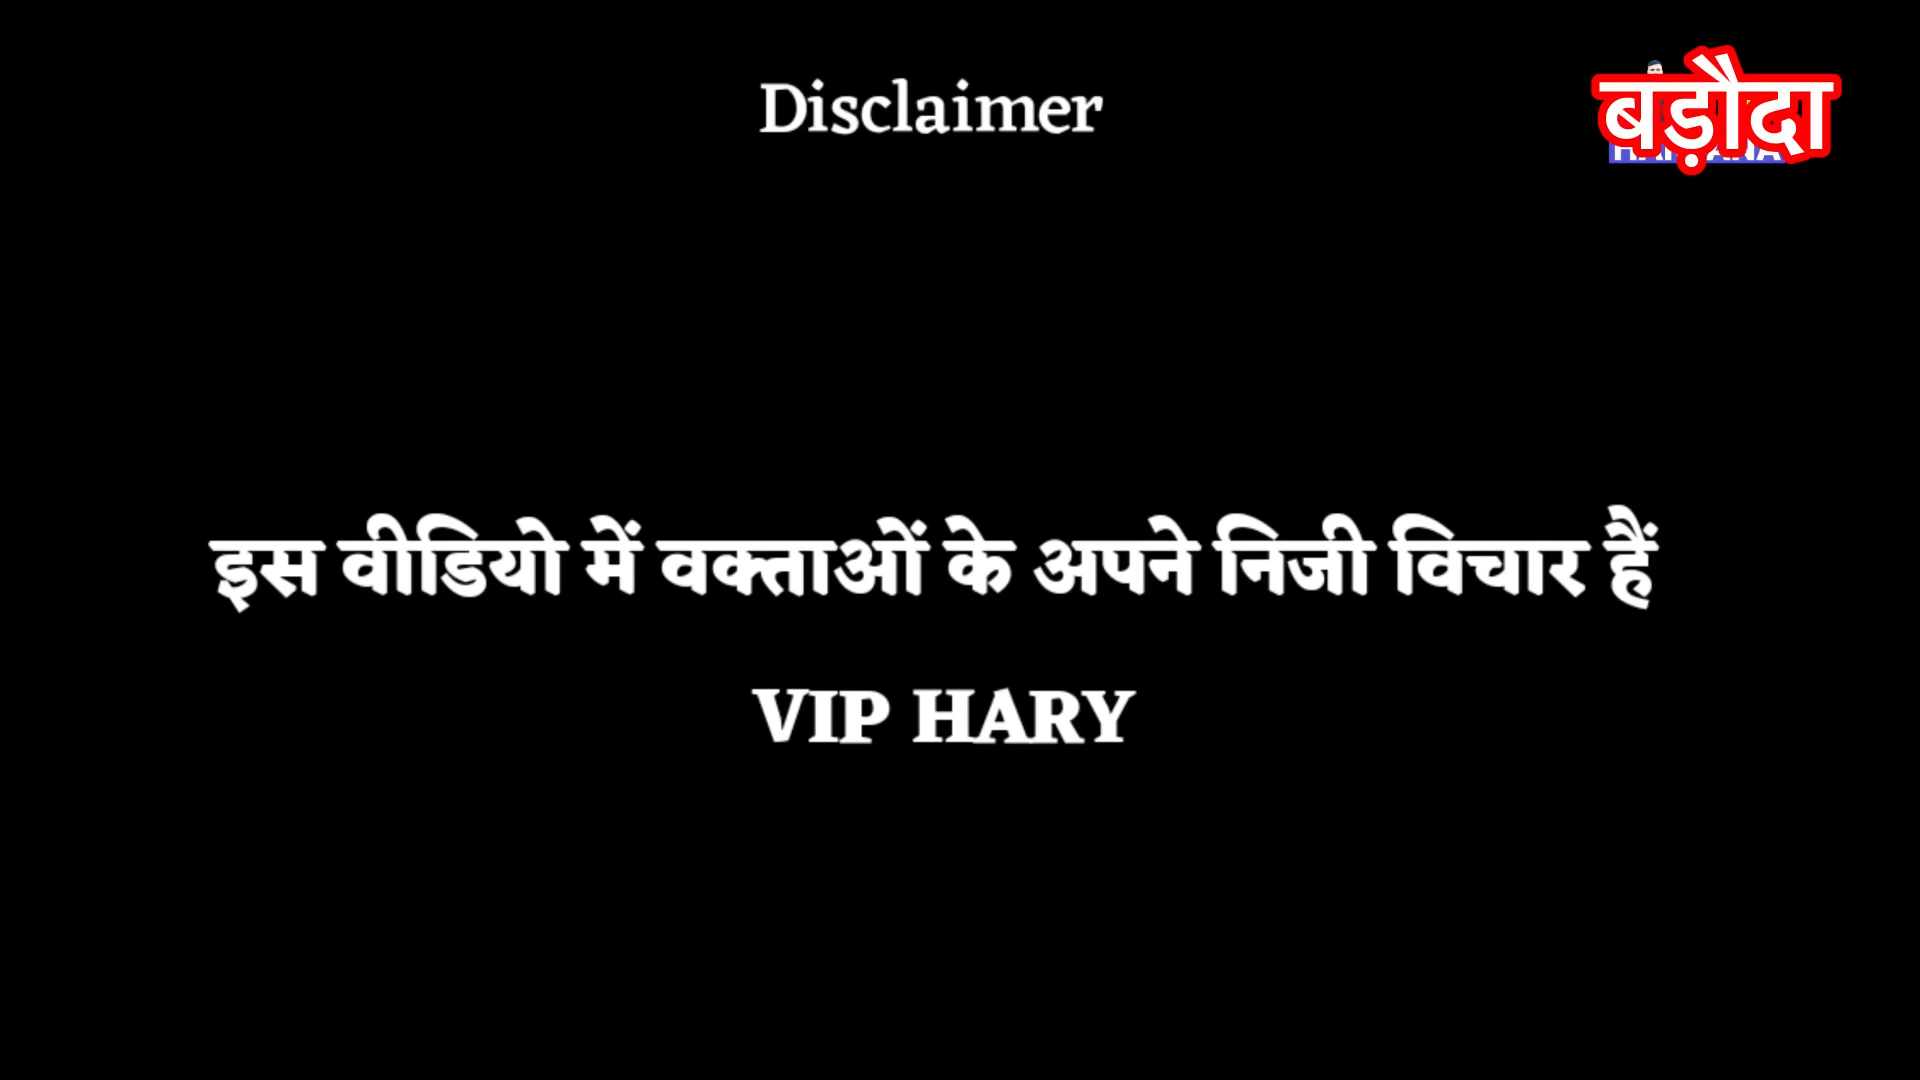 Disclaimer
बड़ौदा
इस वीडियो में वक्ताओं के अपने निजी विचार हैं
VIP HARY